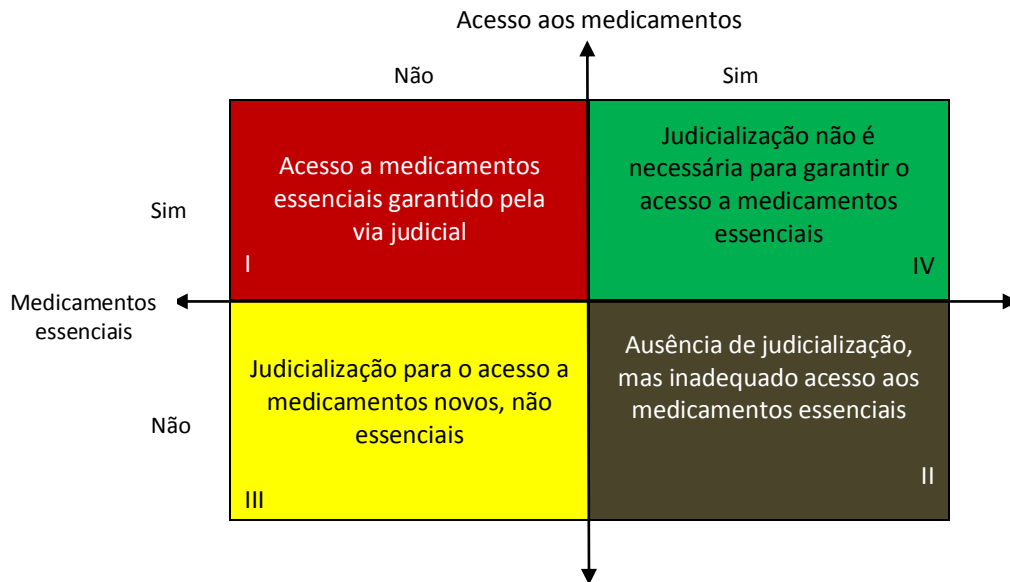 Acesso aos medicamentos
Não
Sim
Sim
Acesso a medicamentos
essenciais garantido pela
via judicial
I
Judicialização não é
necessária para garantir o
acesso a medicamentos
essenciais
IV
Medicamentos
essenciais
Não
Judicialização para o acesso a
medicamentos novos, não
essenciais
III
Ausência de judicialização,
mas inadequado acesso aos
medicamentos essenciais
II